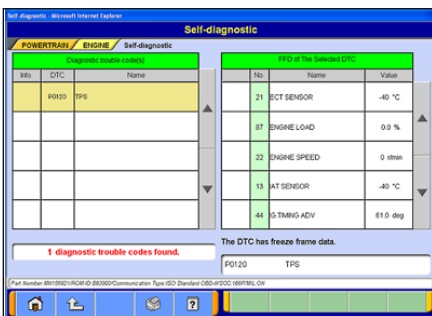 Self-diagnostic - Microsoft Internet Explorer
Self-diagnostic
POWERTRAIN ENGINE Self-diagnostic
Diagnostic trouble code(s)
Info. DTC Name
P0120 TPS
1 diagnostic trouble codes found.
FFD of The Selected DTC
No. Name Value
21 ECT SENSOR -40 °C
87 ENGINE LOAD 0.0 %
22 ENGINE SPEED 0 r/min
13 IAT SENSOR -40 °C
44 IG.TIMING ADV 61.0 deg
The DTC has freeze frame data.
P0120 TPS